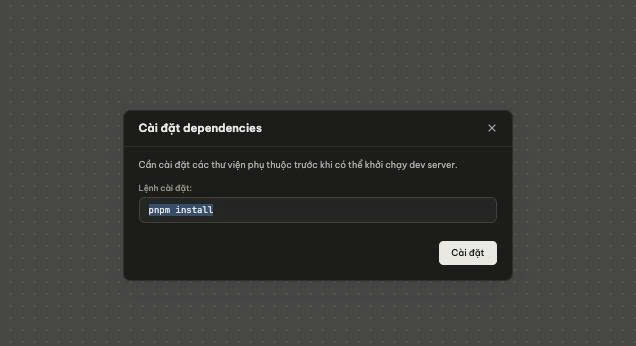 Cài đặt dependencies
Cần cài đặt các thư viện phụ thuộc trước khi có thể khởi chạy dev server.
Lệnh cài đặt:
pnpm install
Cài đặt